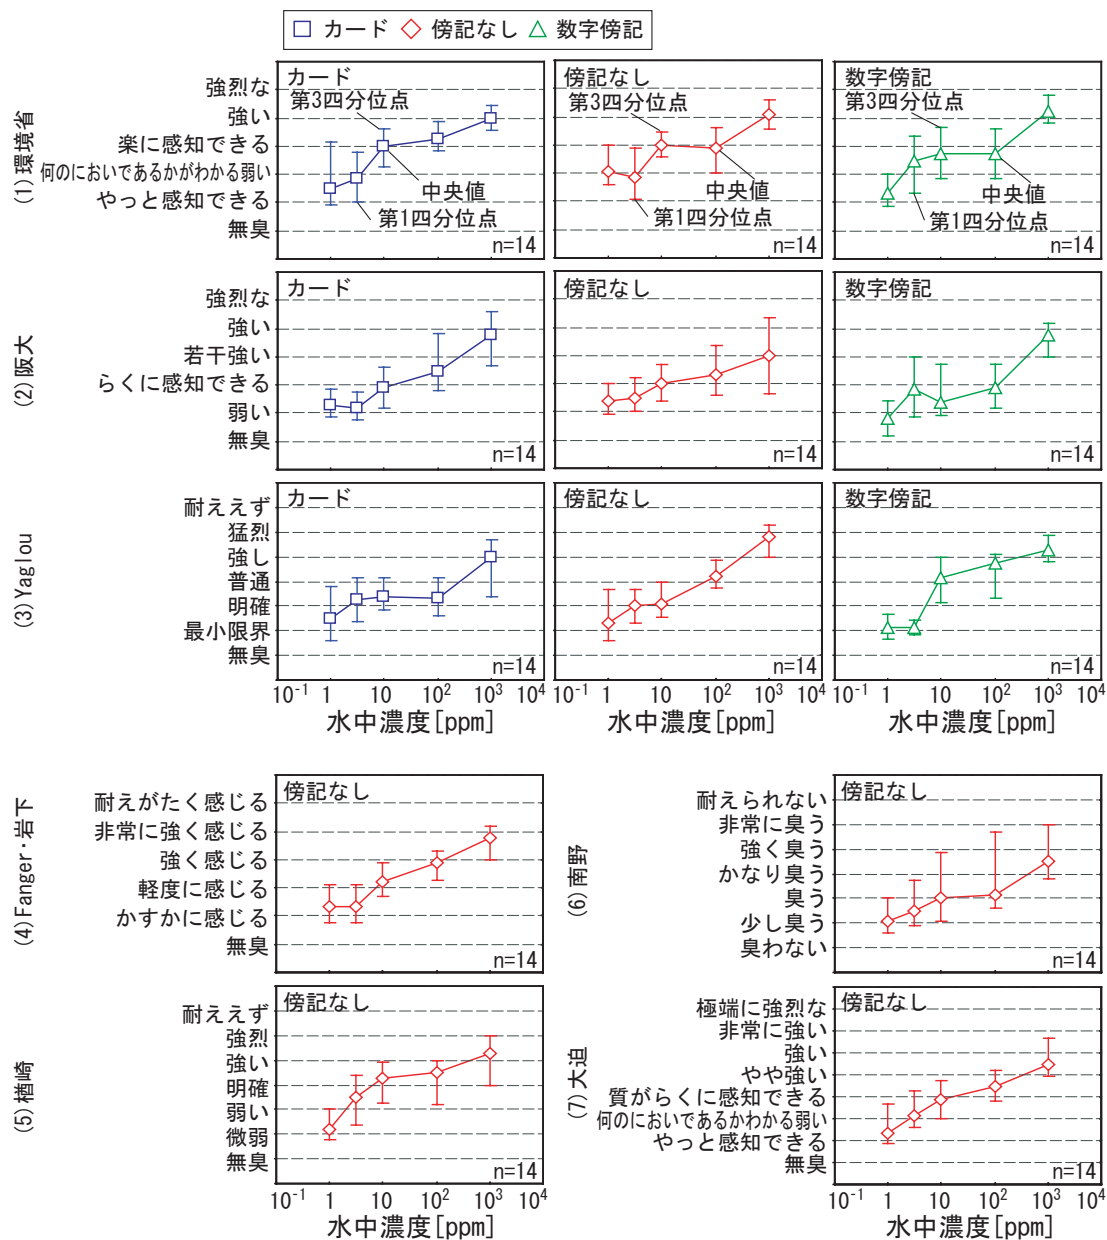 カード 傍記なし 数字傍記
(1)環境省
強烈な
強い
楽に感知できる
何のにおいであるかがわかる弱い
やっと感知できる
無臭
カード
第3四分位点
中央値
第1四分位点
n=14
傍記なし
第3四分位点
中央値
第1四分位点
n=14
数字傍記
第3四分位点
中央値
第1四分位点
n=14
(2)阪大
強烈な
強い
若干強い
らくに感知できる
弱い
無臭
カード
n=14
傍記なし
n=14
数字傍記
n=14
(3)Yaglou
耐ええず
猛烈
強し
普通
明確
最小限界
無臭
カード
n=14
傍記なし
n=14
数字傍記
n=14
10⁻¹ 1 10 10² 10³ 10⁴
水中濃度[ppm]
10⁻¹ 1 10 10² 10³ 10⁴
水中濃度[ppm]
10⁻¹ 1 10 10² 10³ 10⁴
水中濃度[ppm]
(4)Fanger・岩下
耐えがたく感じる
非常に強く感じる
強く感じる
軽度に感じる
かすかに感じる
無臭
傍記なし
n=14
(6)南野
耐えられない
非常に臭う
強く臭う
かなり臭う
臭う
少し臭う
臭わない
傍記なし
n=14
(5)楢崎
耐ええず
強烈
強い
明確
弱い
微弱
無臭
傍記なし
n=14
10⁻¹ 1 10 10² 10³ 10⁴
水中濃度[ppm]
(7)大迫
極端に強烈な
非常に強い
強い
やや強い
質がらくに感知できる
何のにおいであるかわかる弱い
やっと感知できる
無臭
傍記なし
n=14
10⁻¹ 1 10 10² 10³ 10⁴
水中濃度[ppm]